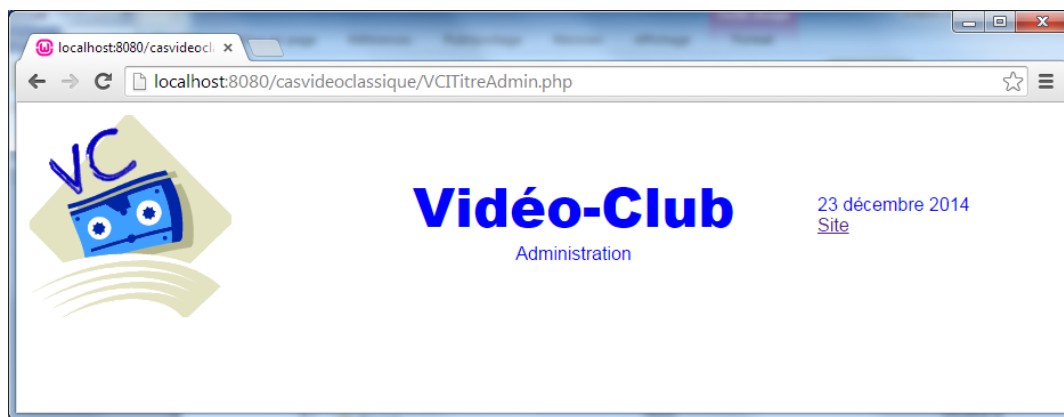 localhost:8080/casvideocl
localhost:8080/casvideoclassique/VCITitreAdmin.php
VC
Vidéo-Club
Administration
23 décembre 2014
Site